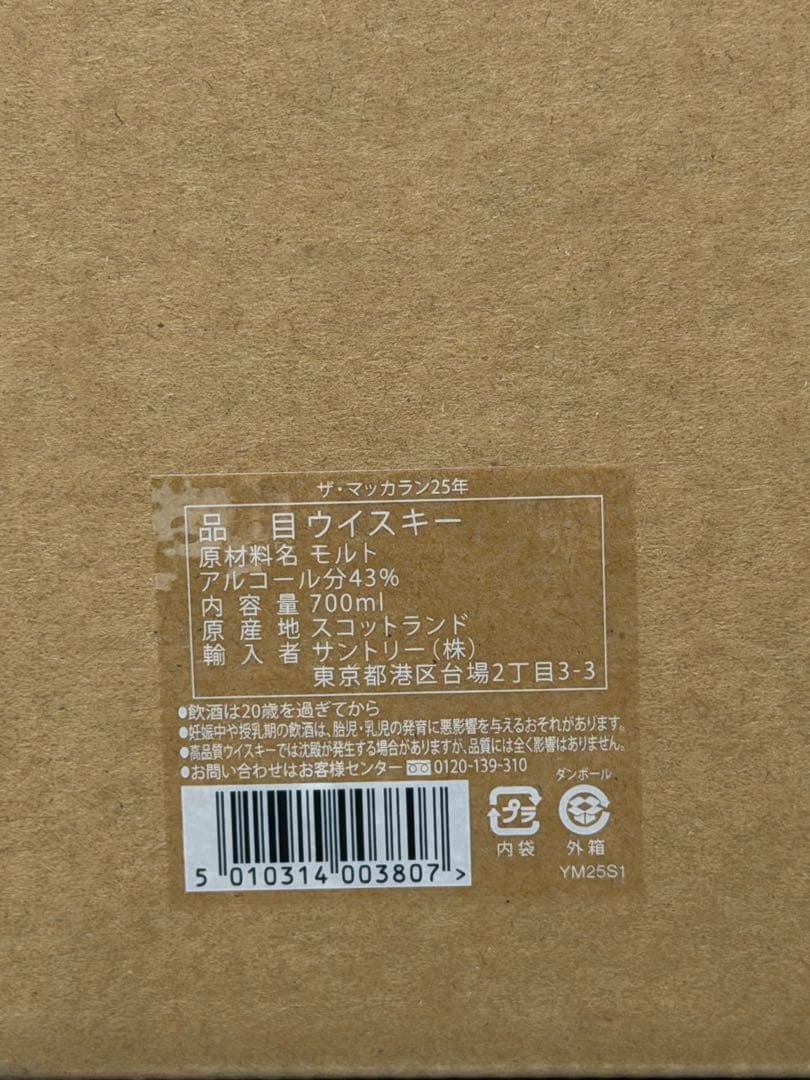 ザ・マッカラン25年
品 目 ウイスキー
原材料名 モルト
アルコール分43%
内容量 700ml
原産地 スコットランド
輸入者 サントリー(株)
東京都港区台場2丁目3-3
●飲酒は20歳を過ぎてから
●妊娠中や授乳期の飲酒は、胎児・乳児の発育に悪影響を与えるおそれがあります。
●高品質ウイスキーでは沈殿が発生する場合がありますが、品質には全く影響はありません。
●お問い合わせはお客様センター 0120-139-310
ダンボール
プラ
内袋 外箱
5 010314 003807 >
YM25S1